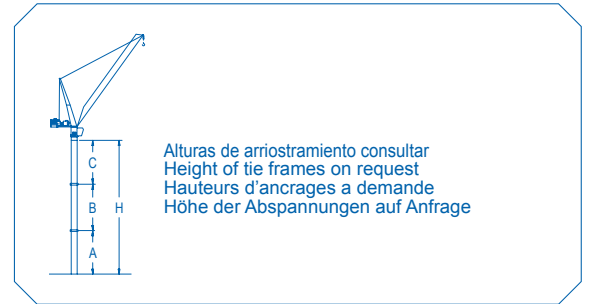 C
B
H
A
Alturas de arriostramiento consultar
Height of tie frames on request
Hauteurs d’ancrages a demande
Höhe der Abspannungen auf Anfrage